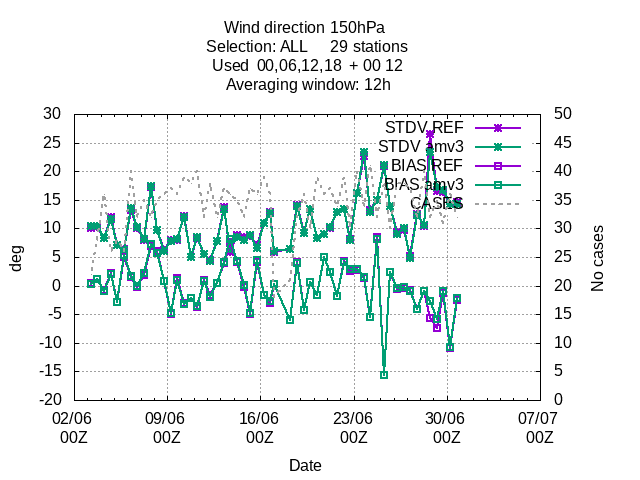 Wind direction 150hPa
Selection: ALL 29 stations
Used 00,06,12,18 + 00 12
Averaging window: 12h
30 50
STDV REF
25 45
STDV amv3
20 40
BIAS REF
BIAS amv3
15 35
CASES
10 30
5 25
0 20
-5 15
-10 10
-15 5
-20 0
deg
No cases
02/06 09/06 16/06 23/06 30/06 07/07
00Z 00Z 00Z 00Z 00Z 00Z
Date